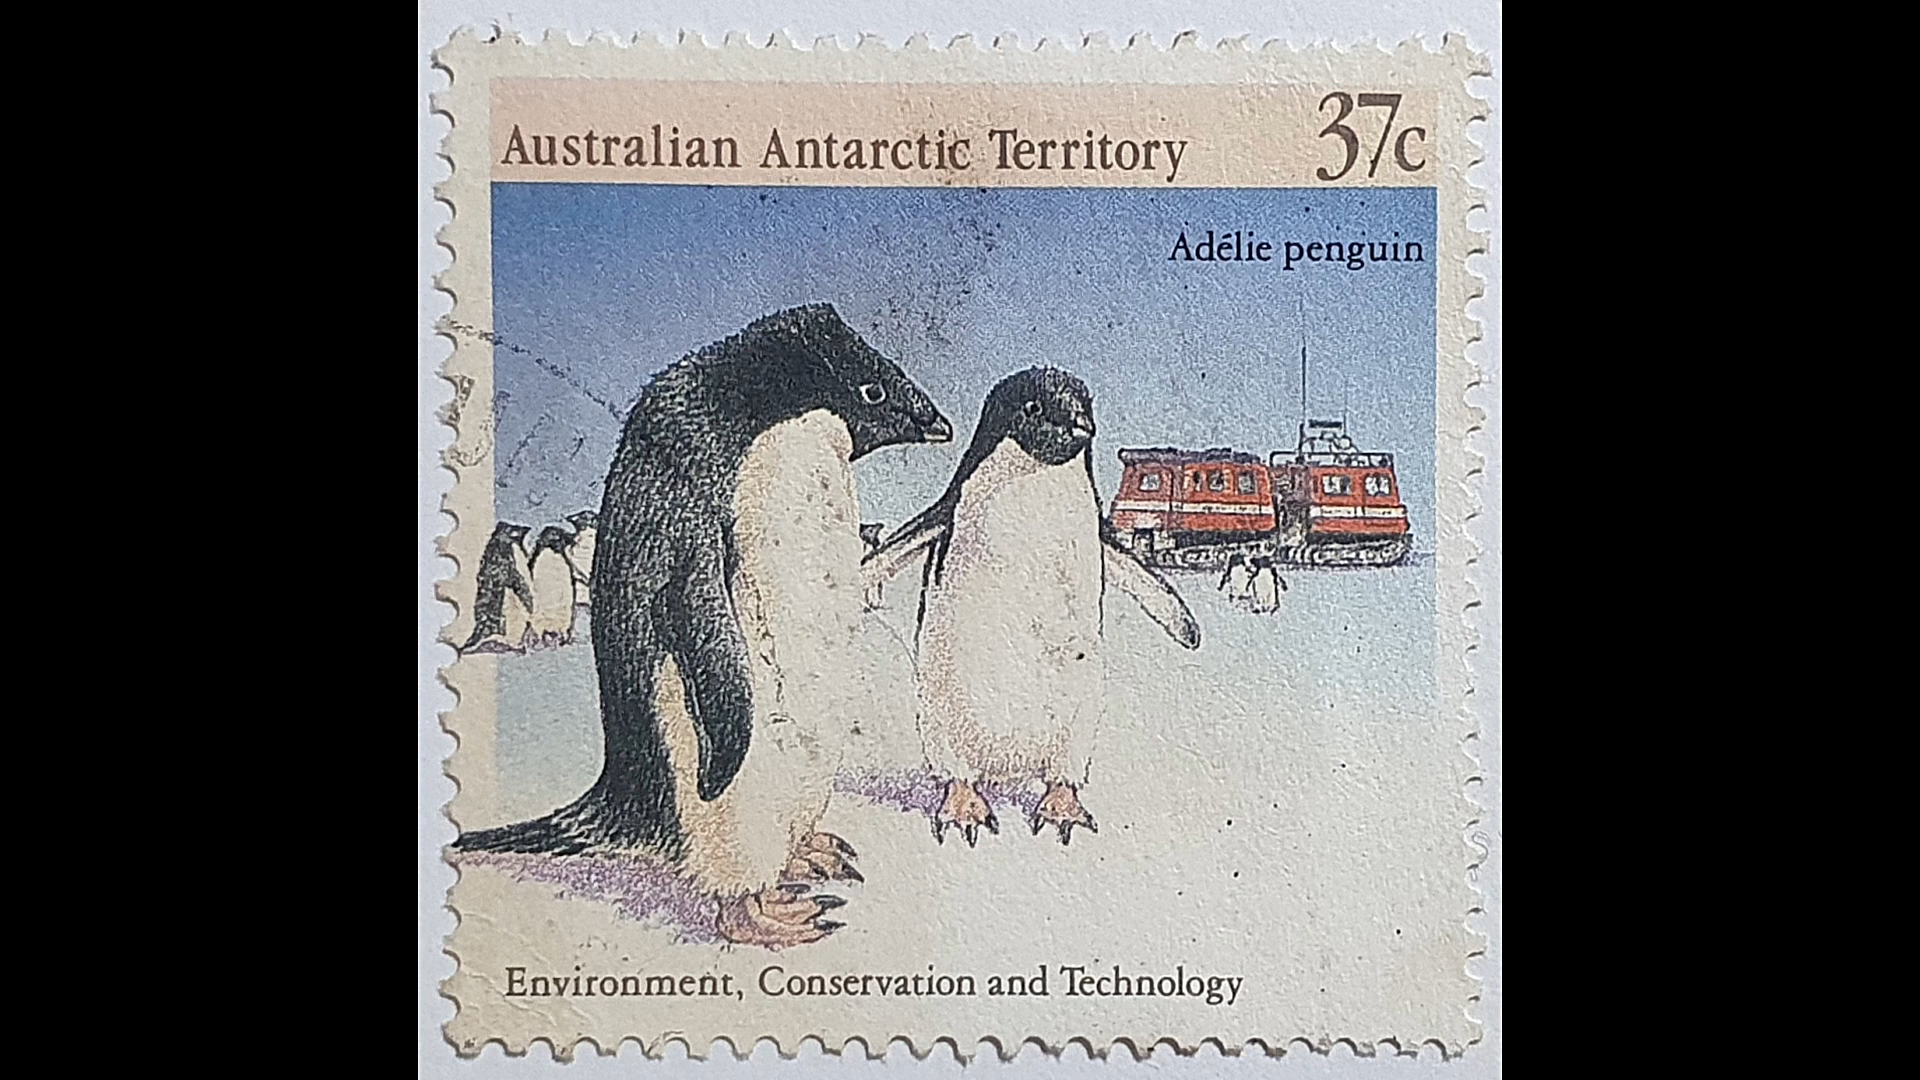 Australian Antarctic Territory 37c
Adélie penguin
Environment, Conservation and Technology